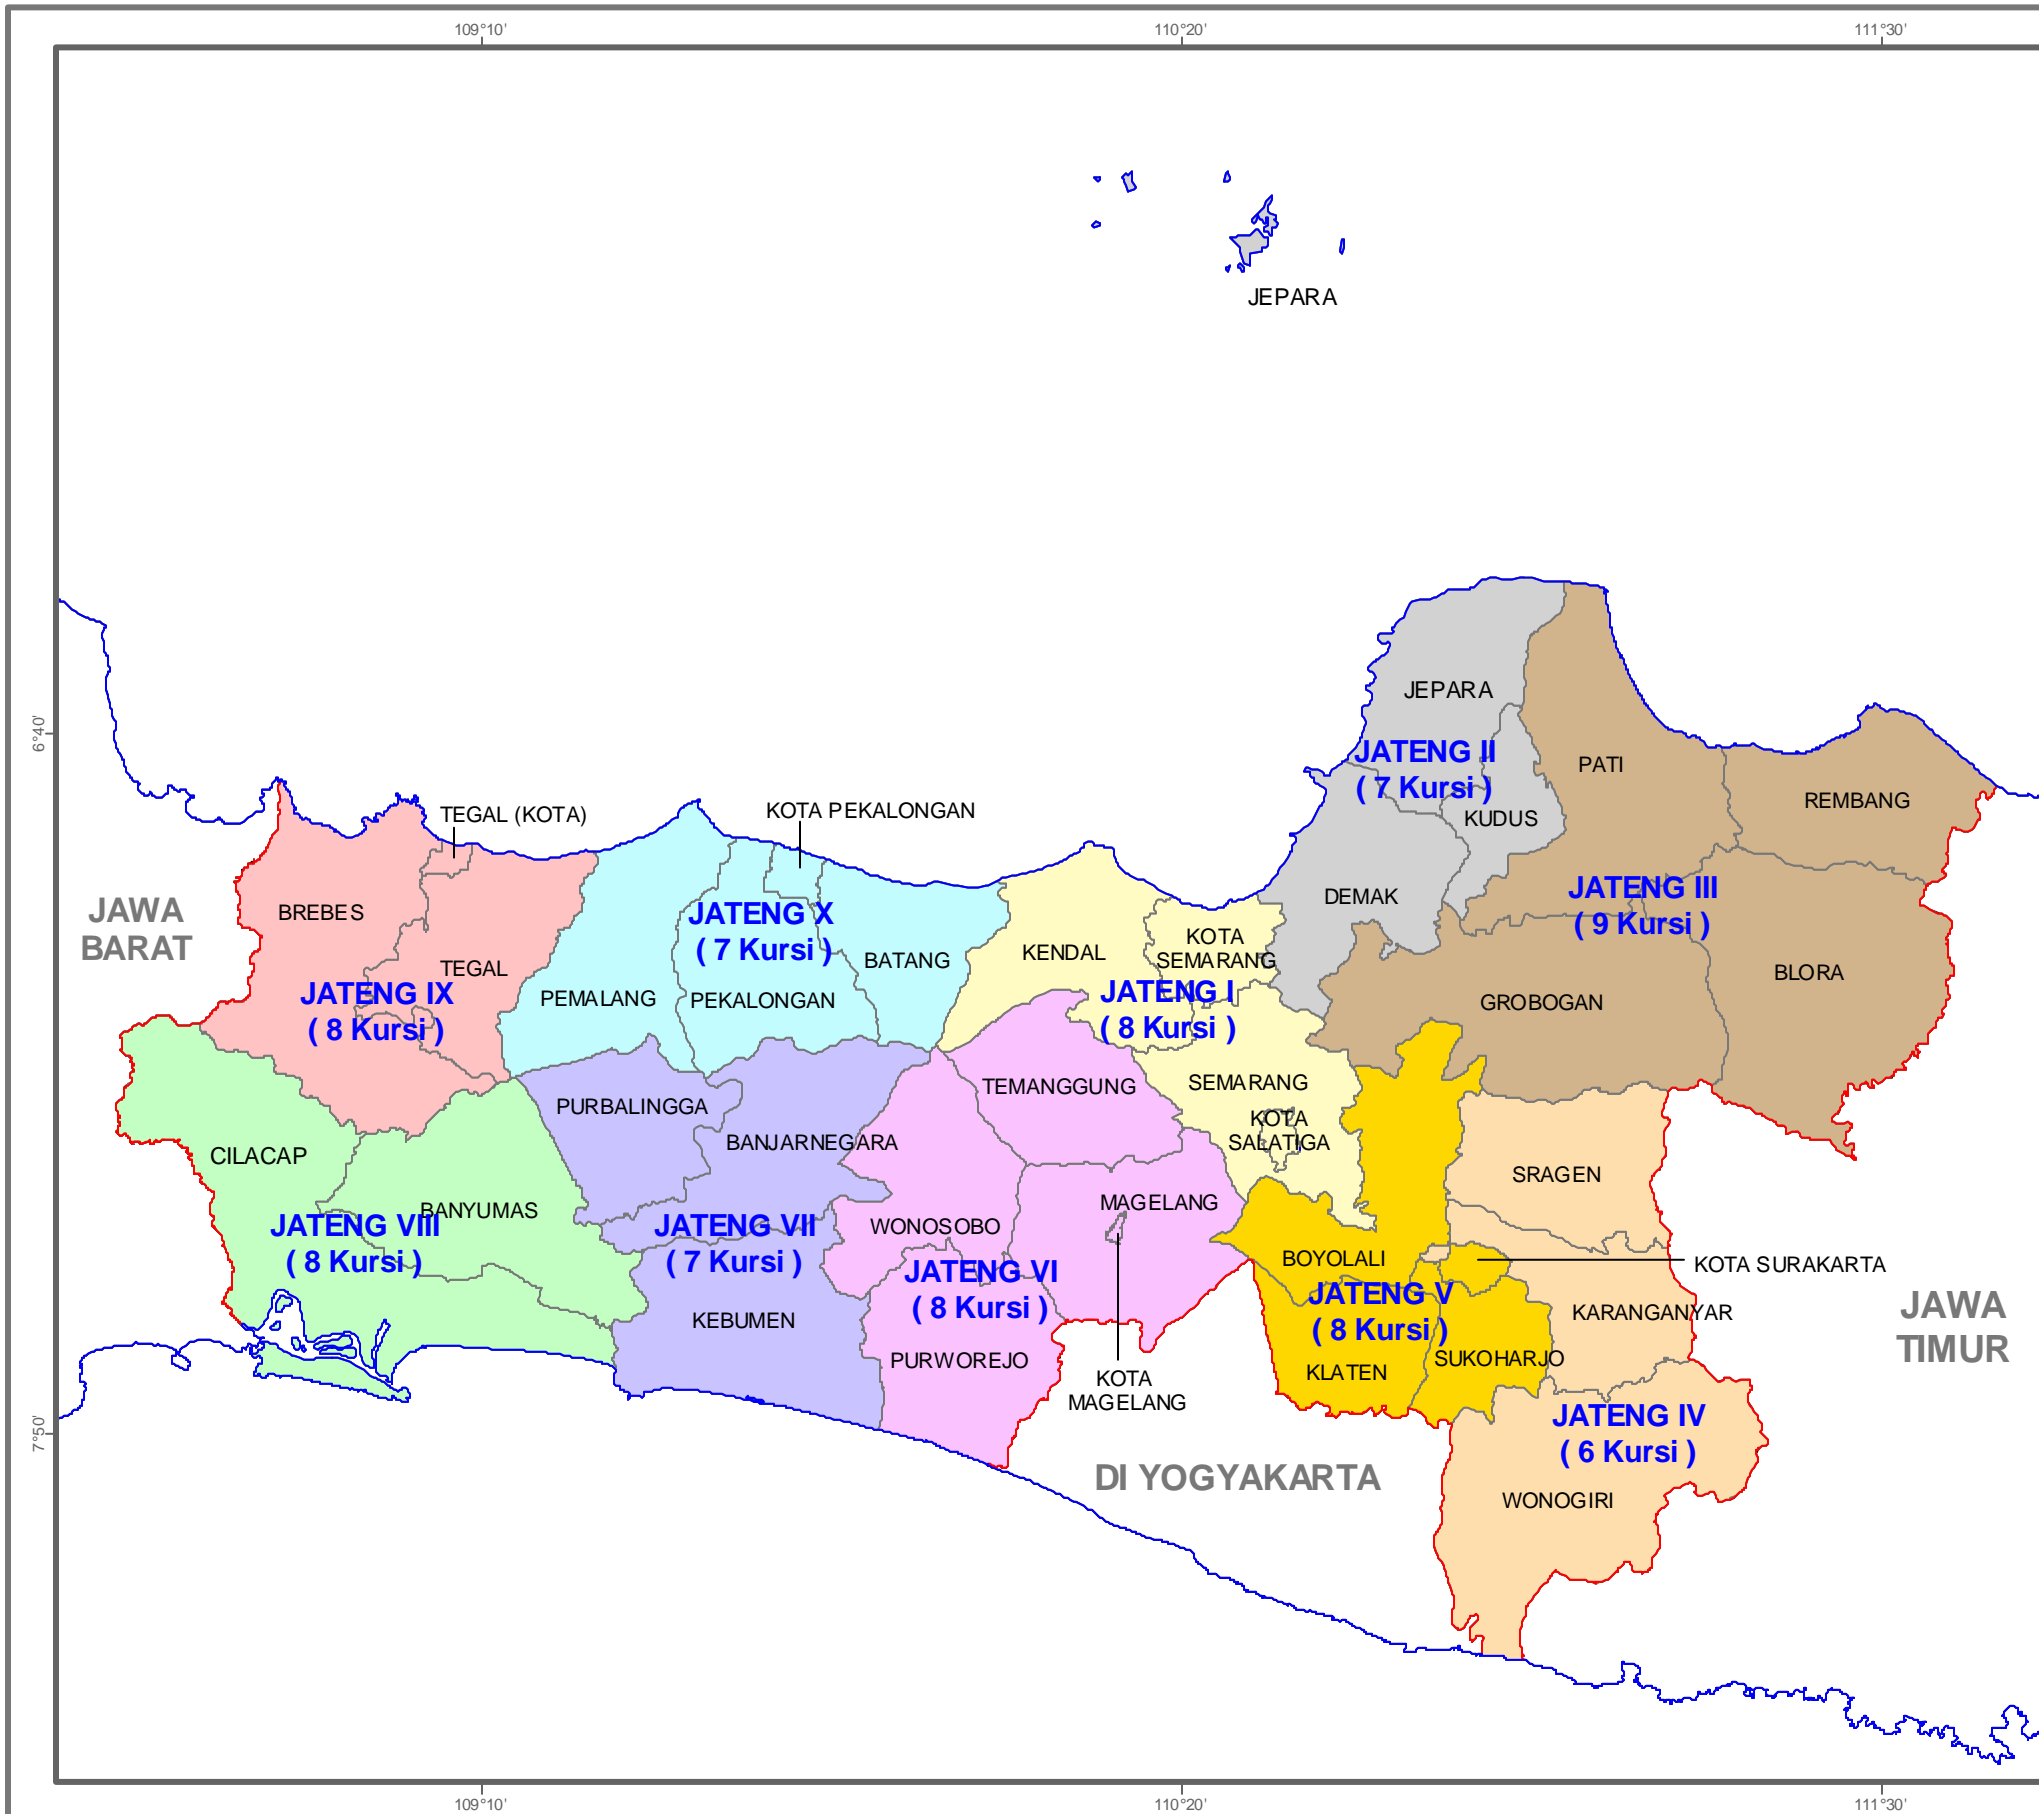 109°10'
110°20'
111°30'
JEPARA
6°40'
JEPARA
JATENG II
( 7 Kursi )
PATI
REMBANG
KUDUS
TEGAL (KOTA)
KOTA PEKALONGAN
DEMAK
JATENG III
( 9 Kursi )
JAWA
BARAT
BREBES
JATENG X
( 7 Kursi )
KENDAL
KOTA
SEMARANG
BATANG
TEGAL
BLORA
JATENG IX
( 8 Kursi )
PEMALANG
PEKALONGAN
JATENG I
( 8 Kursi )
GROBOGAN
TEMANGGUNG
SEMARANG
PURBALINGGA
KOTA
SALATIGA
BANJARNEGARA
CILACAP
SRAGEN
BANYUMAS
MAGELANG
JATENG VIII
( 8 Kursi )
JATENG VII
( 7 Kursi )
WONOSOBO
BOYOLALI
KOTA SURAKARTA
JATENG VI
( 8 Kursi )
JATENG V
( 8 Kursi )
KARANGANYAR
JAWA
TIMUR
KEBUMEN
PURWOREJO
SUKOHARJO
KLATEN
KOTA
MAGELANG
JATENG IV
( 6 Kursi )
7°50'
DI YOGYAKARTA
WONOGIRI
109°10'
110°20'
111°30'